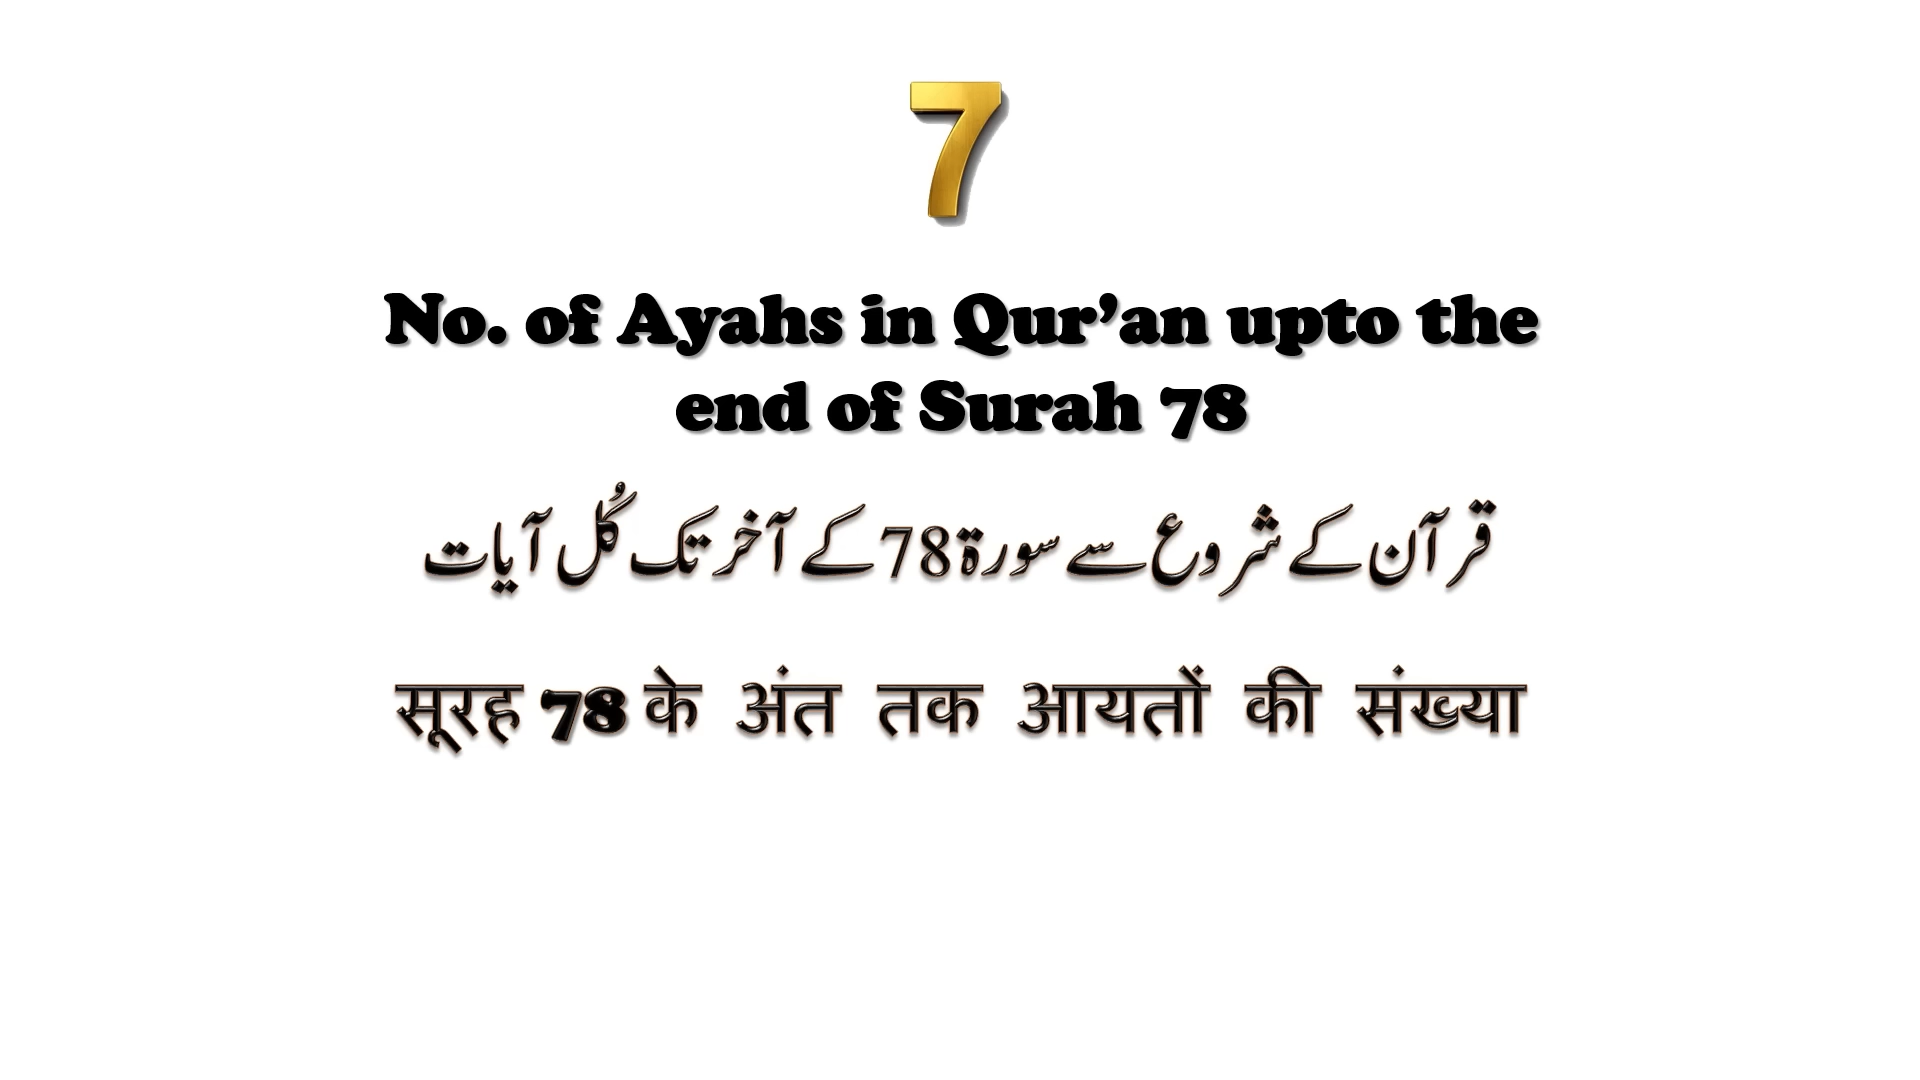 7
No. of Ayahs in Qur’an upto the
end of Surah 78
قرآن کے شروع سے سورۃ 78 کے آخر تک کُل آیات
सूरह 78 के अंत तक आयतों की संख्या